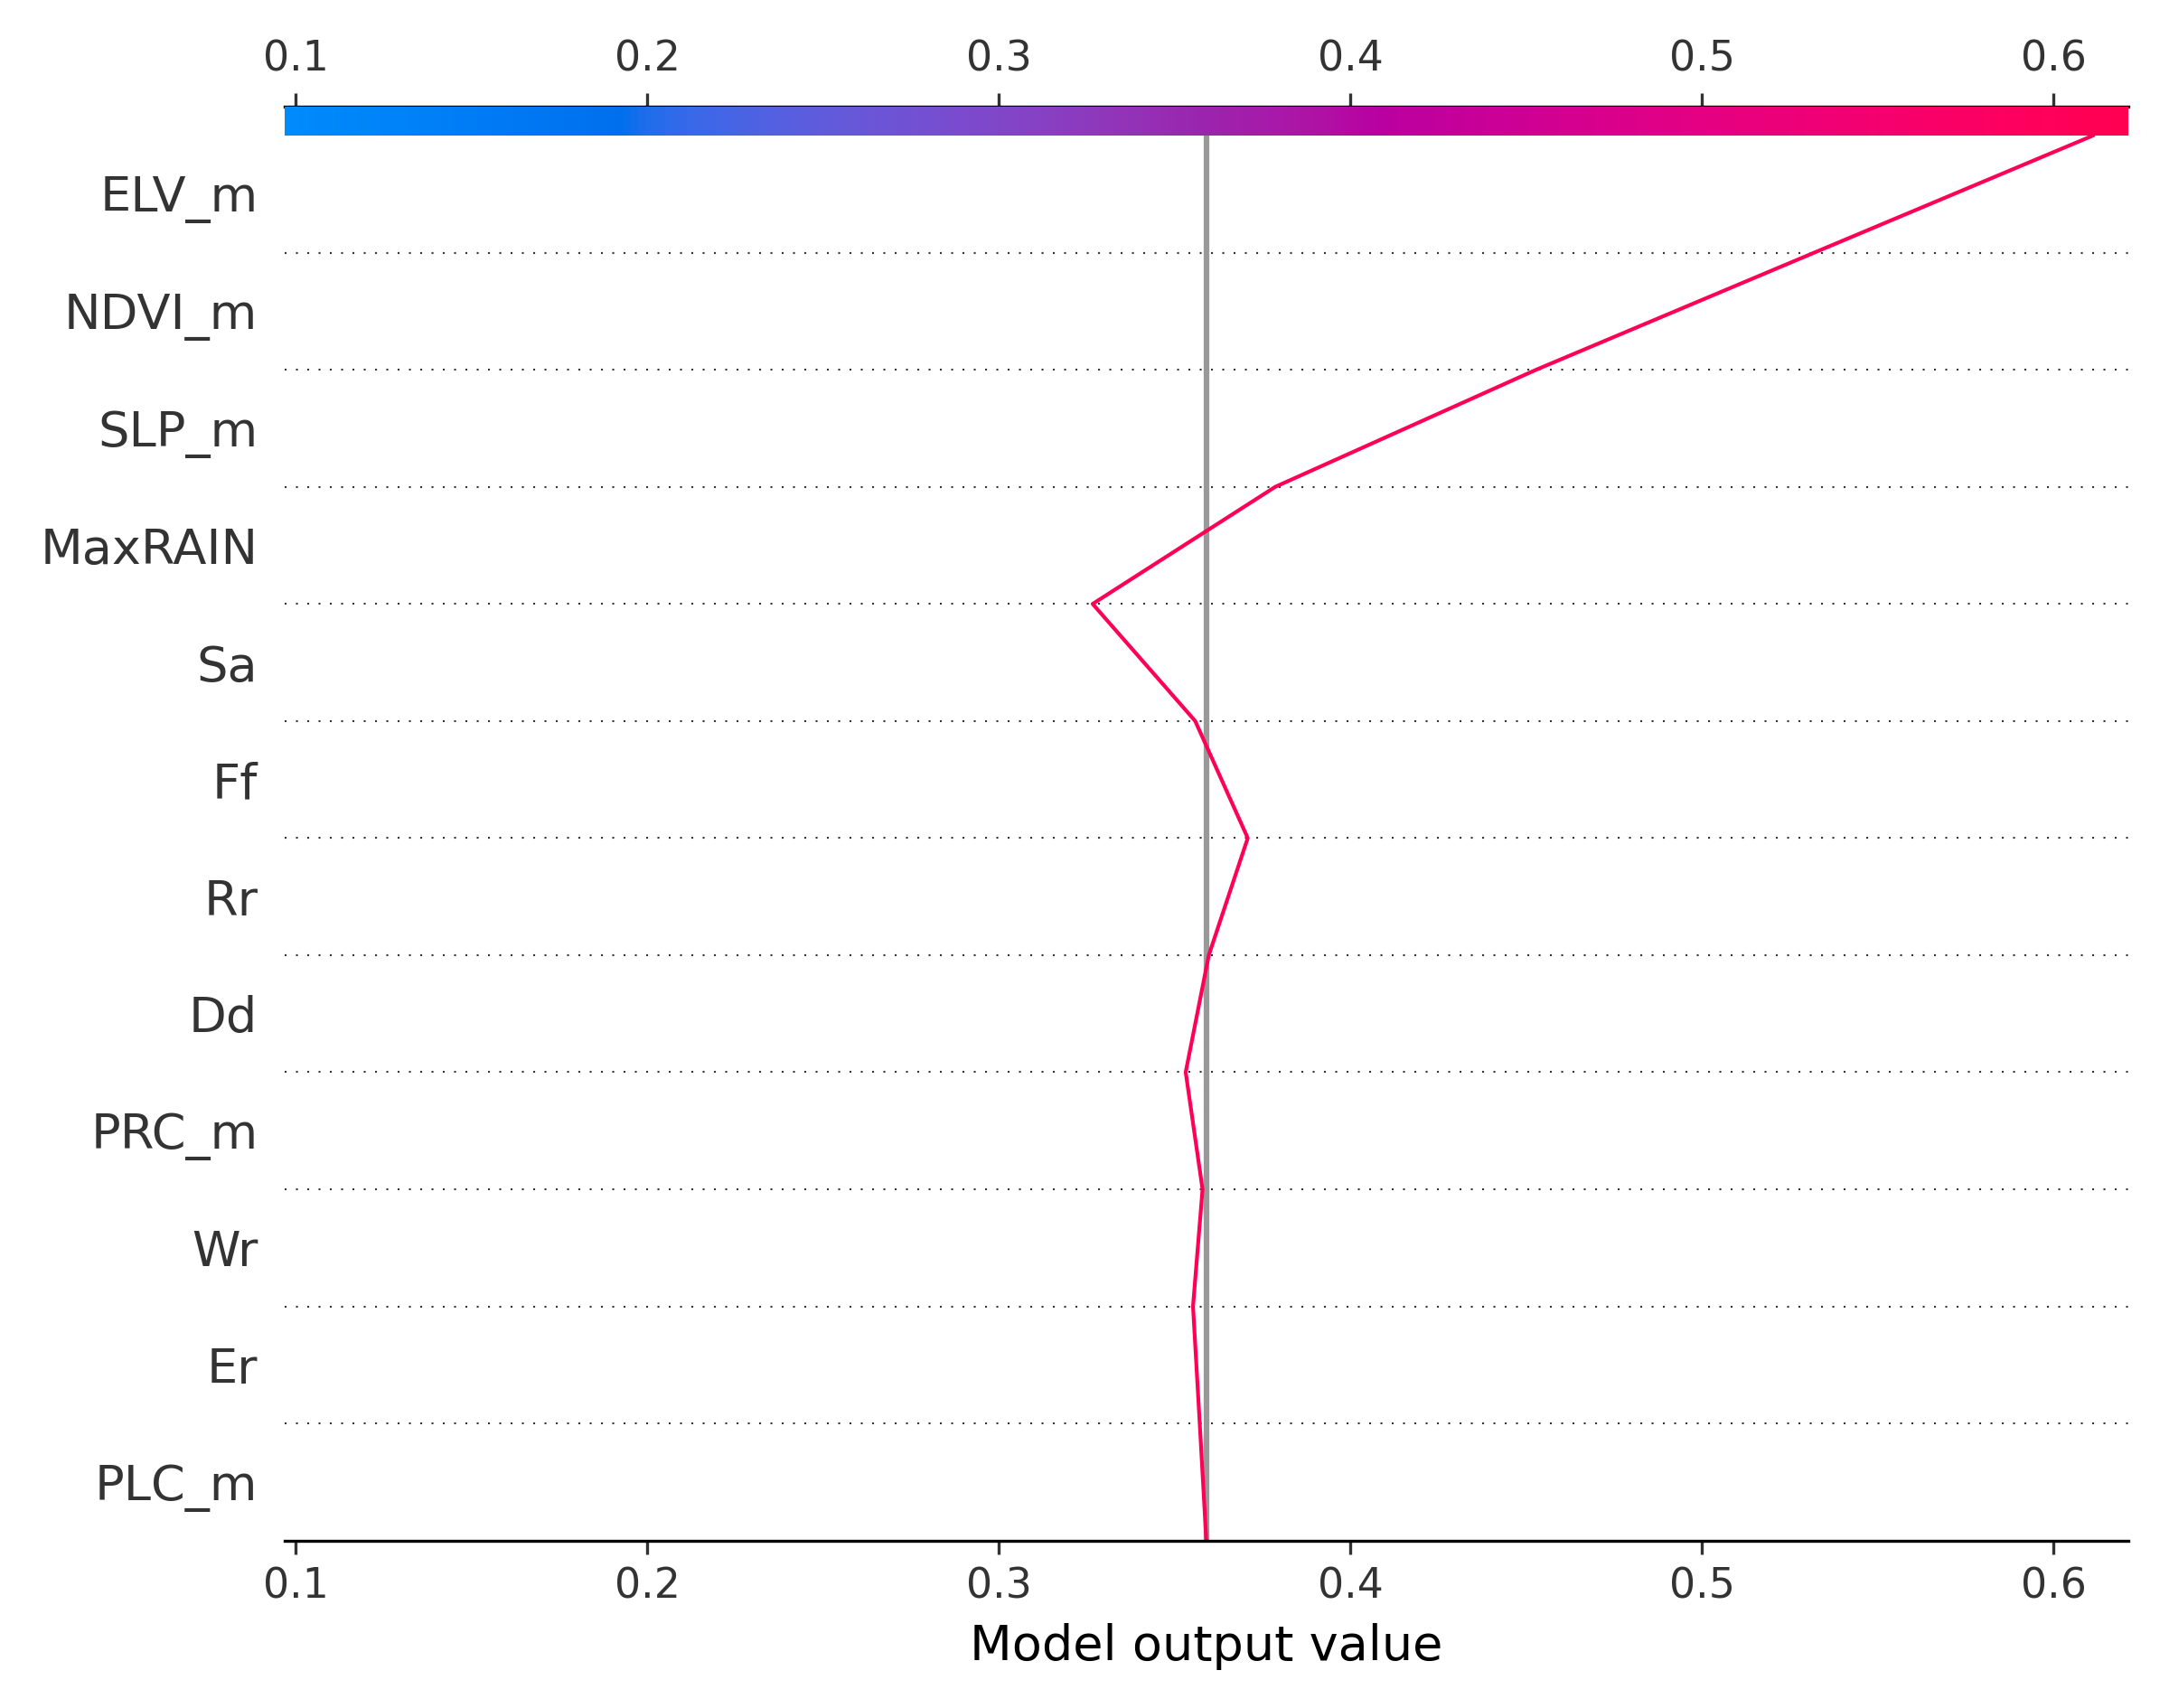 0.1 0.2 0.3 0.4 0.5 0.6
ELV_m
NDVI_m
SLP_m
MaxRAIN
Sa
Ff
Rr
Dd
PRC_m
Wr
Er
PLC_m
0.1 0.2 0.3 0.4 0.5 0.6
Model output value